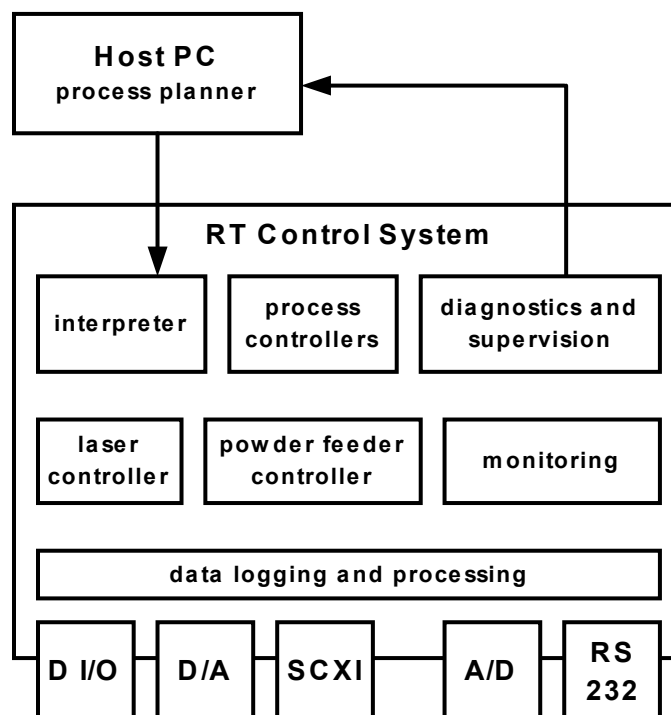 Host PC
process planner
RT Control System
interpreter
process
controllers
diagnostics and
supervision
laser
controller
powder feeder
controller
monitoring
data logging and processing
D I/O
D/A
SCXI
A/D
RS
232